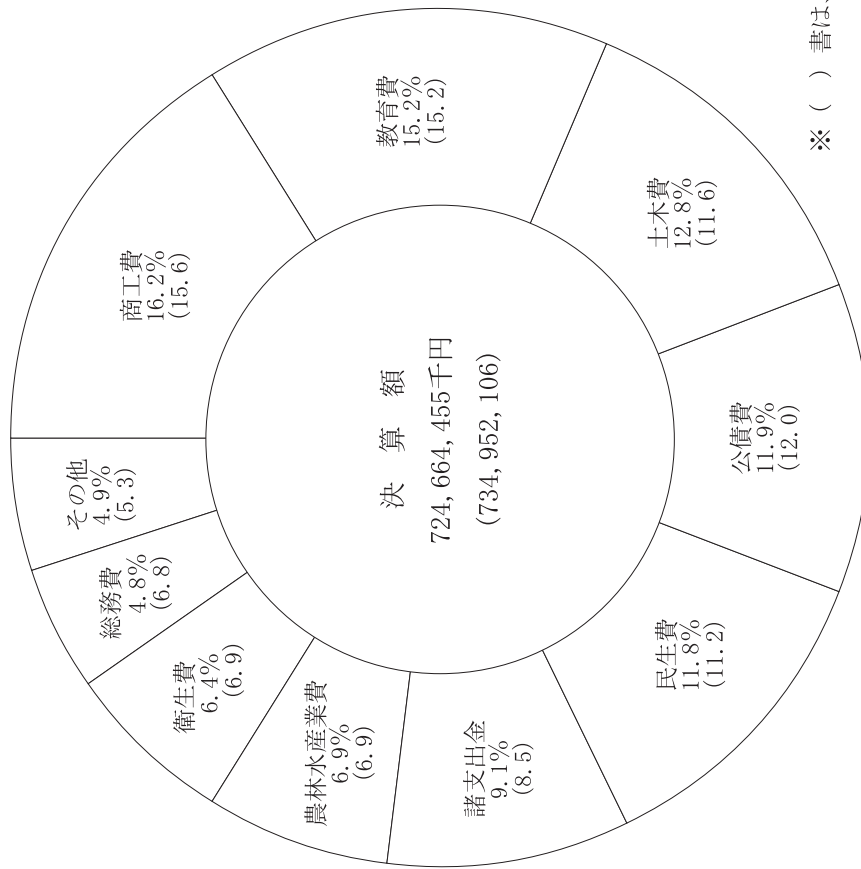 商工費
16.2%
(15.6)
教育費
15.2%
(15.2)
土木費
12.8%
(11.6)
公債費
11.9%
(12.0)
民生費
11.8%
(11.2)
諸支出金
9.1%
(8.5)
農林水産業費
6.9%
(6.9)
衛生費
6.4%
(6.9)
総務費
4.8%
(6.8)
その他
4.9%
(5.3)
決 算 額
724,664,455千円
(734,952,106)
※( )書は、